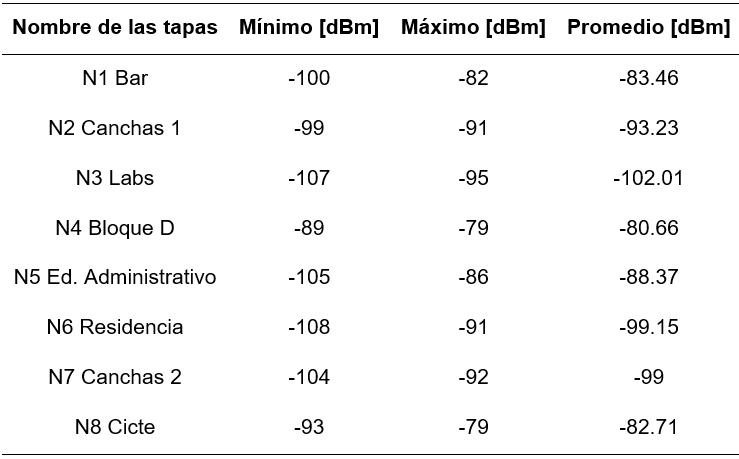 Nombre de las tapas Mínimo [dBm] Máximo [dBm] Promedio [dBm]
N1 Bar -100 -82 -83.46
N2 Canchas 1 -99 -91 -93.23
N3 Labs -107 -95 -102.01
N4 Bloque D -89 -79 -80.66
N5 Ed. Administrativo -105 -86 -88.37
N6 Residencia -108 -91 -99.15
N7 Canchas 2 -104 -92 -99
N8 Cicte -93 -79 -82.71